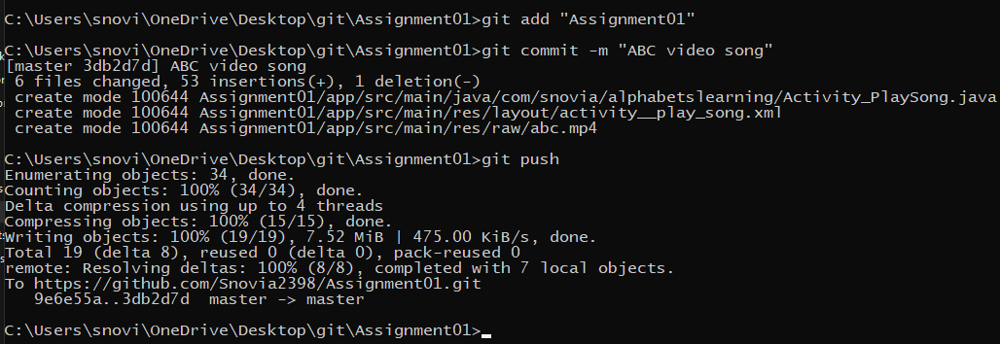 C:\Users\snovi\OneDrive\Desktop\git\Assignment01>git add "Assignment01"
C:\Users\snovi\OneDrive\Desktop\git\Assignment01>git commit -m "ABC video song"
[master 3db2d7d] ABC video song
6 files changed, 53 insertions(+), 1 deletion(-)
create mode 100644 Assignment01/app/src/main/java/com/snovia/alphabetslearning/Activity_PlaySong.java
create mode 100644 Assignment01/app/src/main/res/layout/activity__play_song.xml
create mode 100644 Assignment01/app/src/main/res/raw/abc.mp4
C:\Users\snovi\OneDrive\Desktop\git\Assignment01>git push
Enumerating objects: 34, done.
Counting objects: 100% (34/34), done.
Delta compression using up to 4 threads
Compressing objects: 100% (15/15), done.
Writing objects: 100% (19/19), 7.52 MiB | 475.00 KiB/s, done.
Total 19 (delta 8), reused 0 (delta 0), pack-reused 0
remote: Resolving deltas: 100% (8/8), completed with 7 local objects.
To https://github.com/Snovia2398/Assignment01.git
9e6e55a..3db2d7d  master -> master
C:\Users\snovi\OneDrive\Desktop\git\Assignment01>